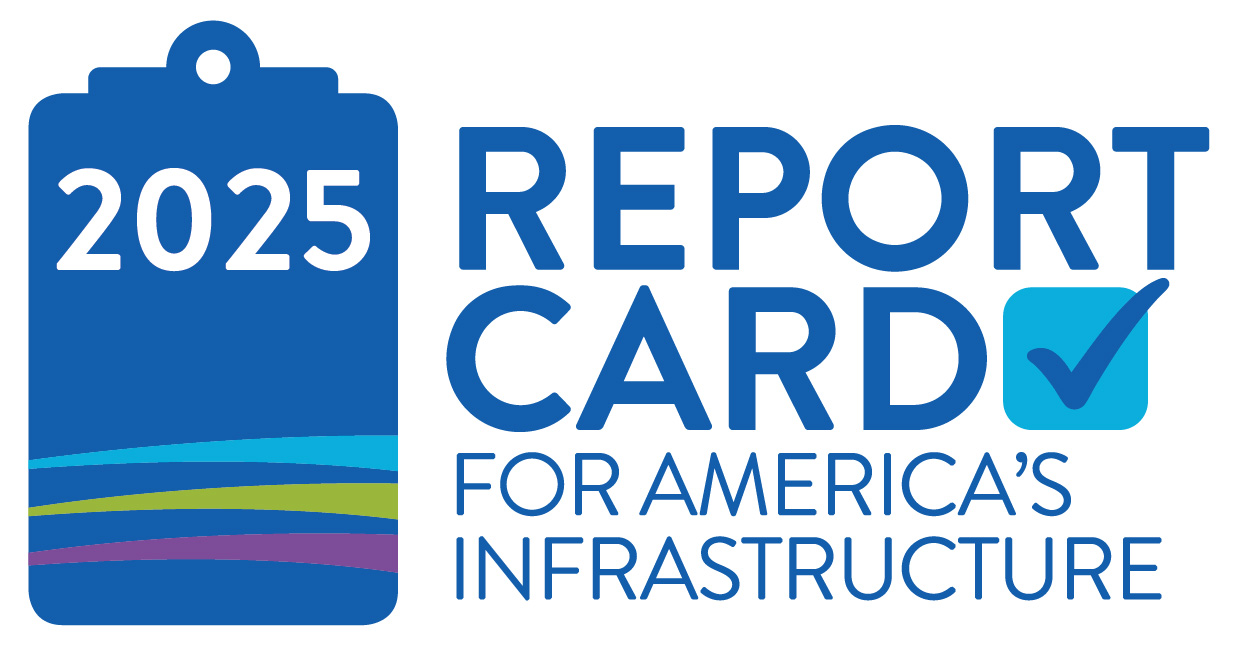 2025
REPORT
CARD
FOR AMERICA'S
INFRASTRUCTURE